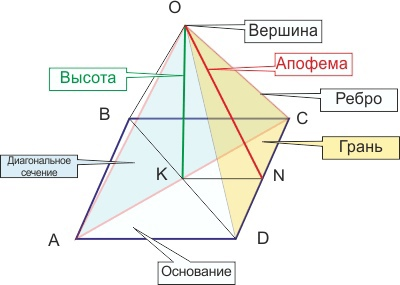 O
Вершина
Высота
Апофема
Ребро
B
C
Грань
Диагональное
сечение
K
N
A
D
Основание